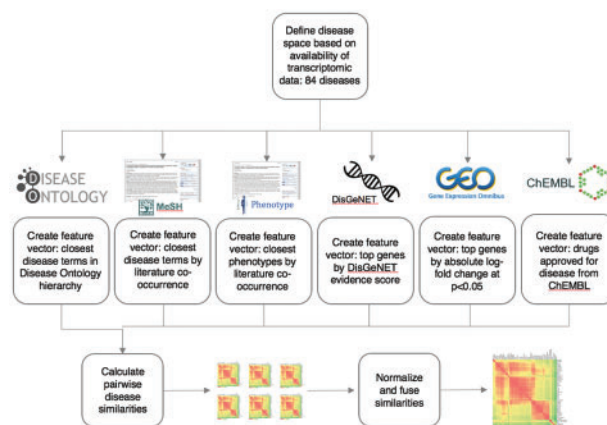 Define disease
space based on
availability of
transcriptomic
data: 84 diseases
DISEASE
ONTOLOGY
MeSH
Phenotype
DisGeNET
GEO
Gene Expression Omnibus
ChEMBL
Create feature
vector: closest
disease terms in
Disease Ontology
hierarchy
Create feature
vector: closest
disease terms by
literature co-
occurrence
Create feature
vector: closest
phenotypes by
literature co-
occurrence
Create feature
vector: top genes
by DisGeNET
evidence score
Create feature
vector: top genes
by absolute log-
fold change at
p<0.05
Create feature
vector: drugs
approved for
disease from
ChEMBL
Calculate
pairwise
disease
similarities
Normalize
and fuse
similarities